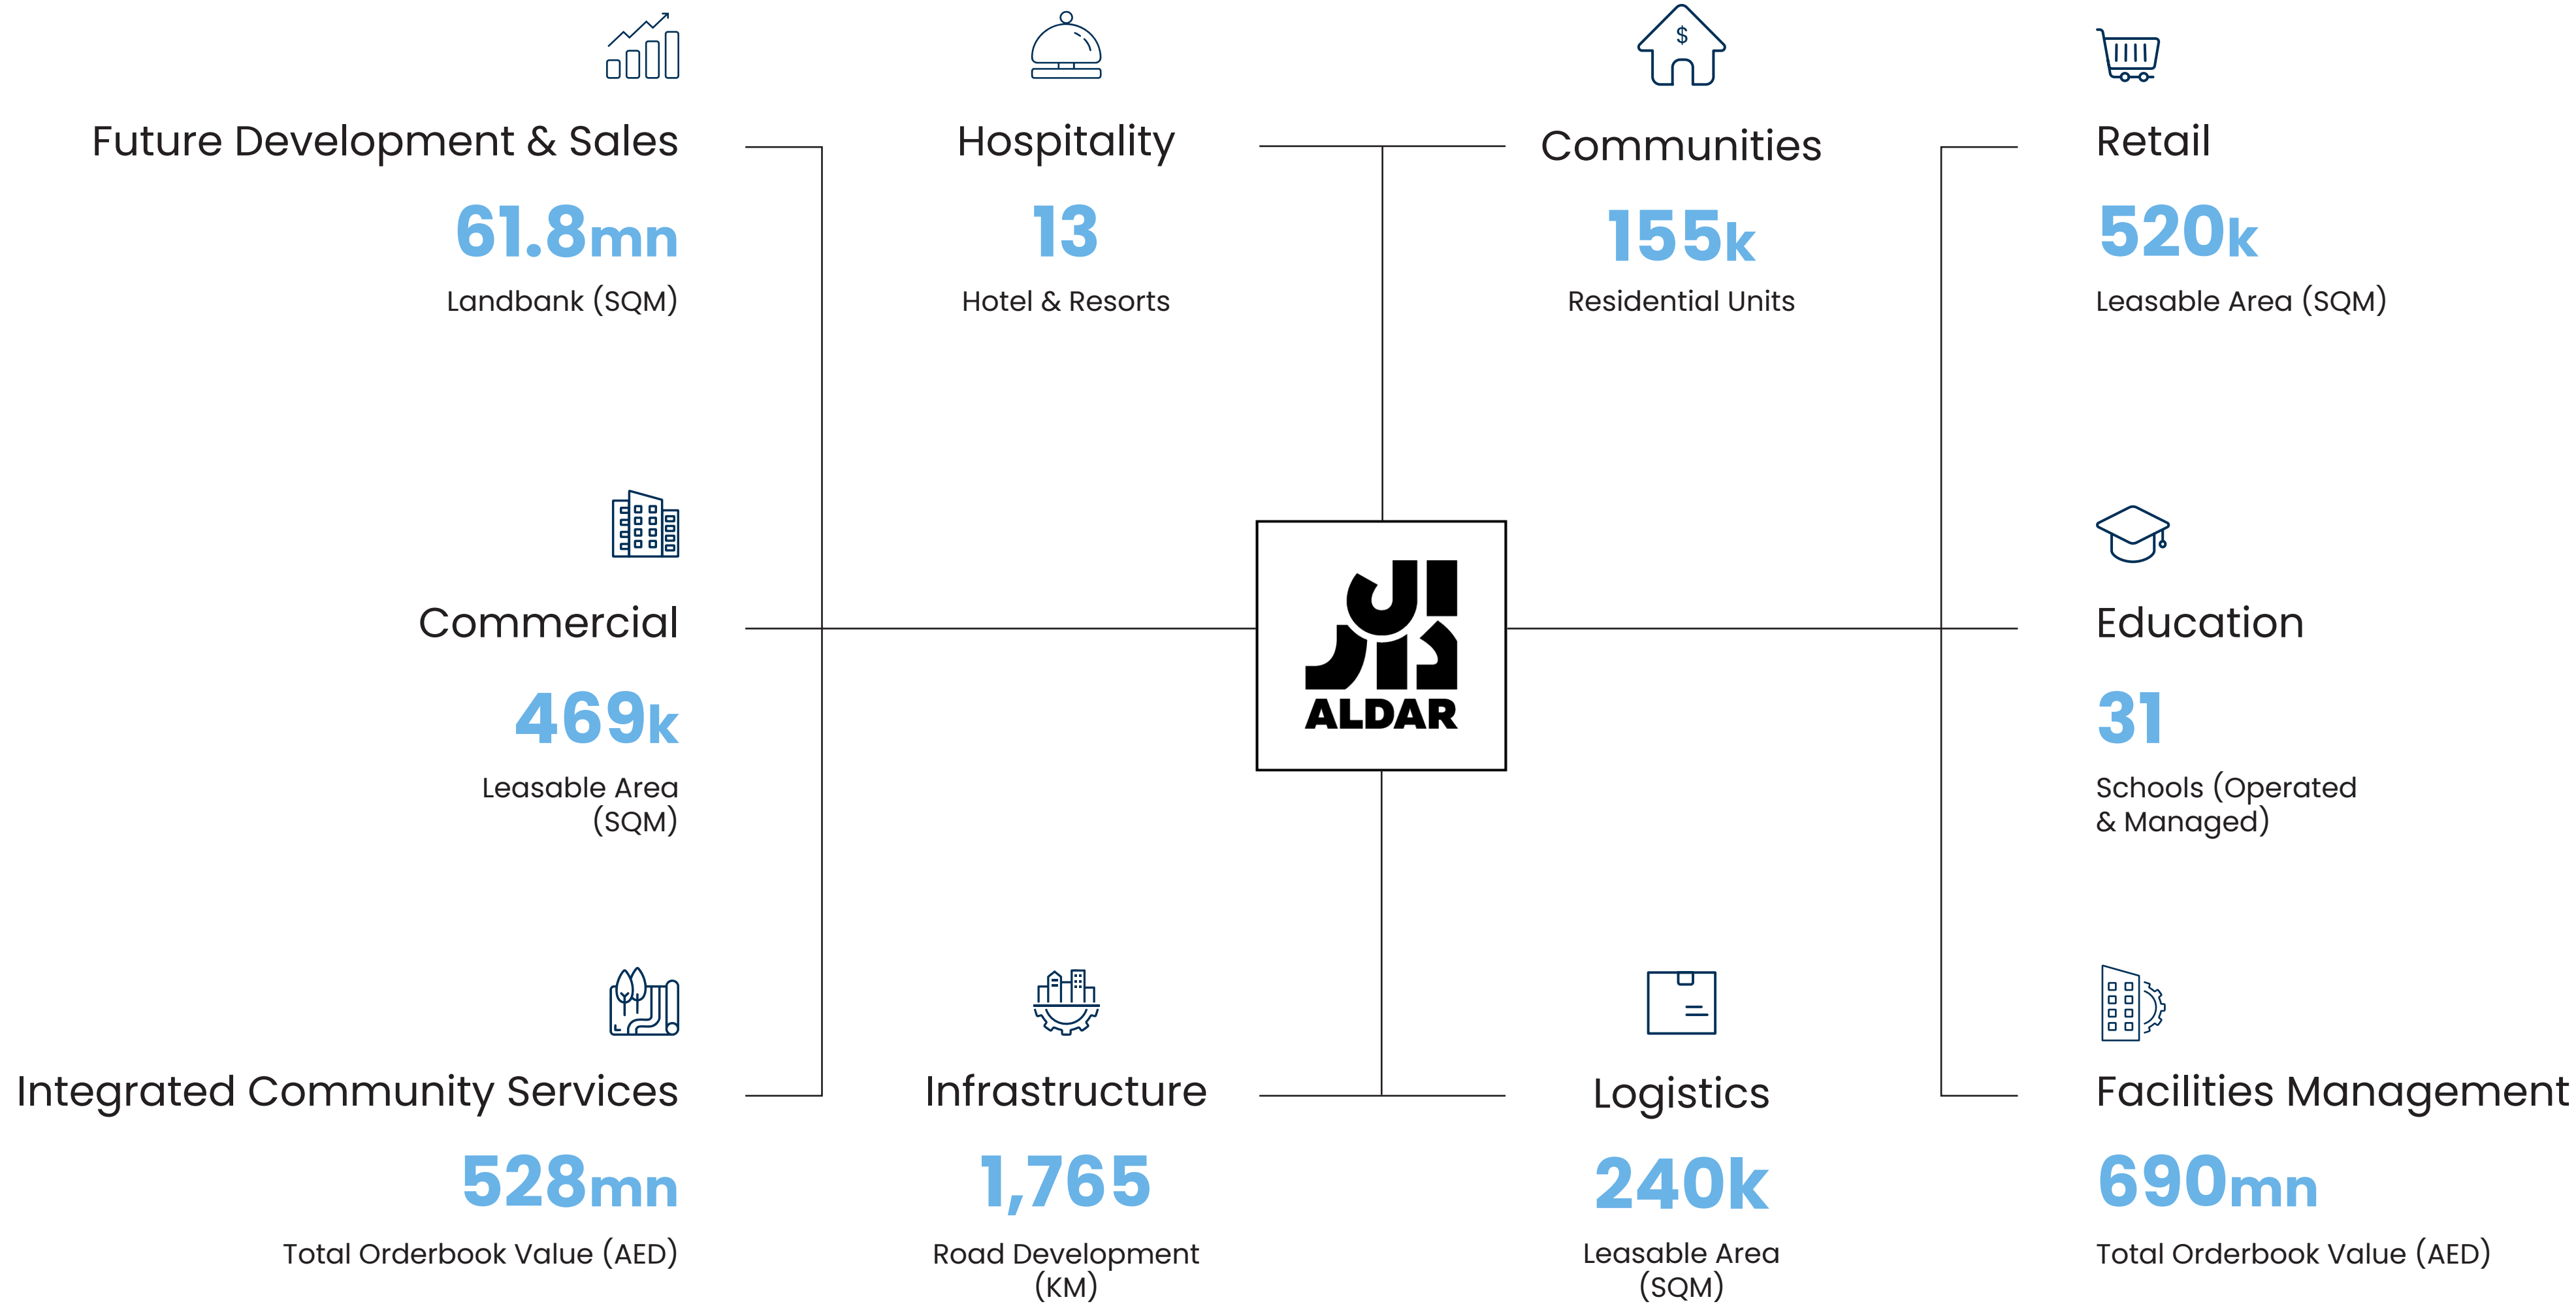 Future Development & Sales
61.8mn
Landbank (SQM)
Hospitality
13
Hotel & Resorts
$
Communities
155k
Residential Units
Retail
520k
Leasable Area (SQM)
Commercial
469k
Leasable Area
(SQM)
الدار
ALDAR
Education
31
Schools (Operated
& Managed)
Integrated Community Services
528mn
Total Orderbook Value (AED)
Infrastructure
1,765
Road Development
(KM)
Logistics
240k
Leasable Area
(SQM)
Facilities Management
690mn
Total Orderbook Value (AED)